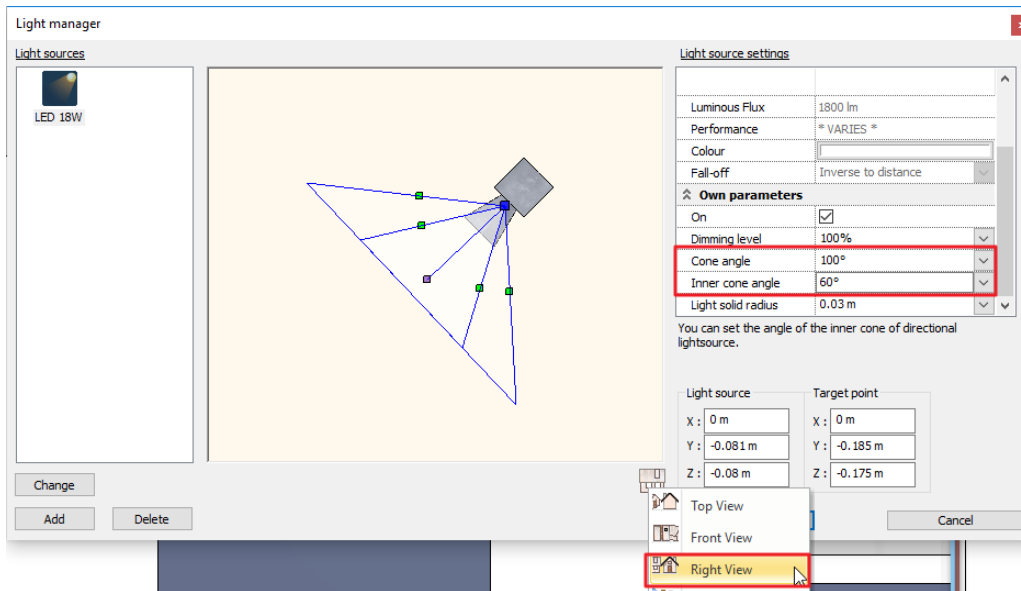 Light manager
Light sources
LED 18W
Light source settings
Luminous Flux 1800 lm
Performance * VARIES *
Colour
Fall-off Inverse to distance
Own parameters
On
Dimming level 100%
Cone angle 100°
Inner cone angle 60°
Light solid radius 0.03 m
You can set the angle of the inner cone of directional
lightsource.
Light source Target point
X : 0 m X : 0 m
Y : -0.081 m Y : -0.185 m
Z : -0.08 m Z : -0.175 m
Change
Add Delete
Cancel
Top View
Front View
Right View